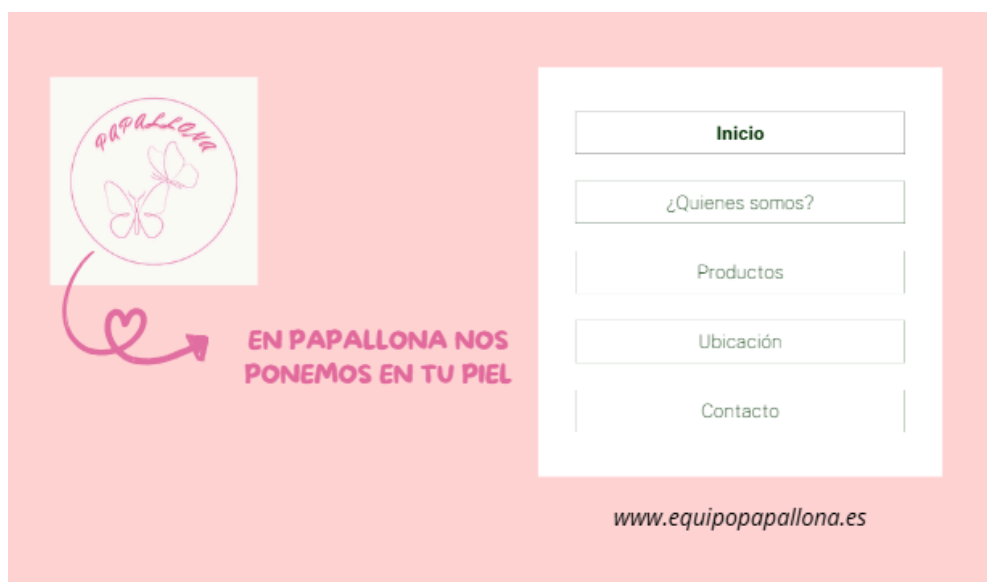 PAPALLONA
EN PAPALLONA NOS
PONEMOS EN TU PIEL
Inicio
¿Quienes somos?
Productos
Ubicación
Contacto
www.equipopapallona.es